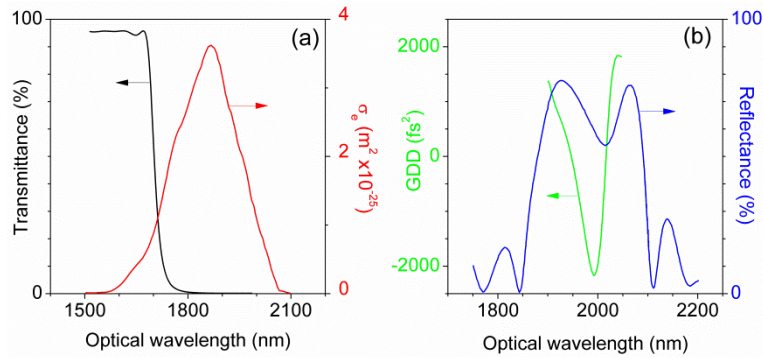 100
(a)
4
Transmittance (%)
σe (m² x10⁻²⁵)
2
0
0
1500
1800
2100
Optical wavelength (nm)
2000
(b)
100
GDD (fs²)
0
Reflectance (%)
-2000
0
1800
2000
2200
Optical wavelength (nm)